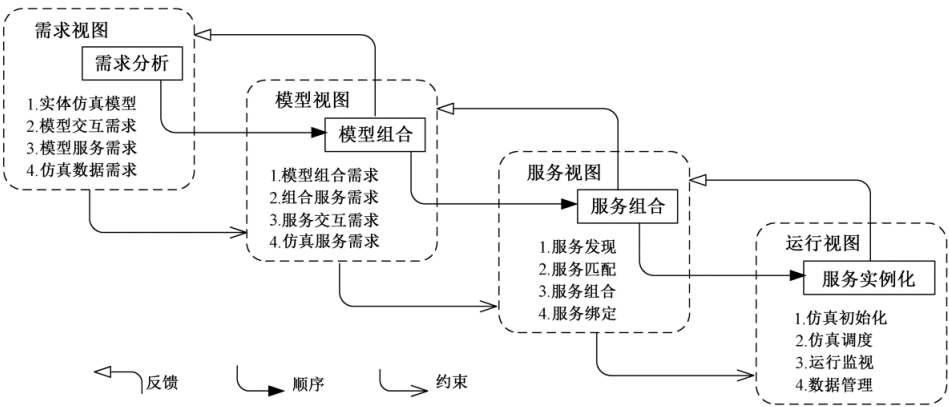 需求视图
需求分析
1.实体仿真模型
2.模型交互需求
3.模型服务需求
4.仿真数据需求
模型视图
模型组合
1.模型组合需求
2.组合服务需求
3.服务交互需求
4.仿真服务需求
服务视图
服务组合
1.服务发现
2.服务匹配
3.服务组合
4.服务绑定
运行视图
服务实例化
1.仿真初始化
2.仿真调度
3.运行监视
4.数据管理
反馈
顺序
约束